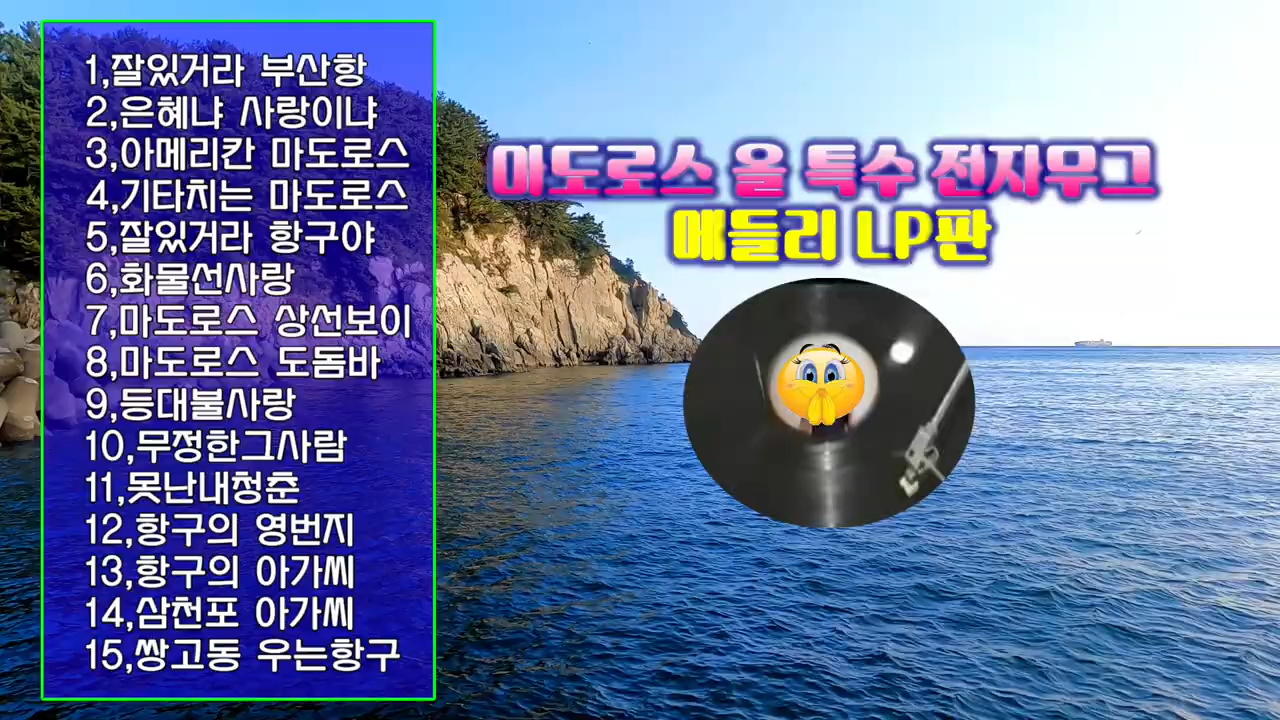 1,잘있거라 부산항
2,은혜냐 사랑이냐
3,아메리칸 마도로스
4,기타치는 마도로스
5,잘있거라 항구야
6,화물선사랑
7,마도로스 상선보이
8,마도로스 도돔바
9,등대불사랑
10,무정한그사람
11,못난내청춘
12,항구의 영번지
13,항구의 아가씨
14,삼천포 아가씨
15,쌍고동 우는항구
마도로스 올 특수 전자무그
메들리 LP판